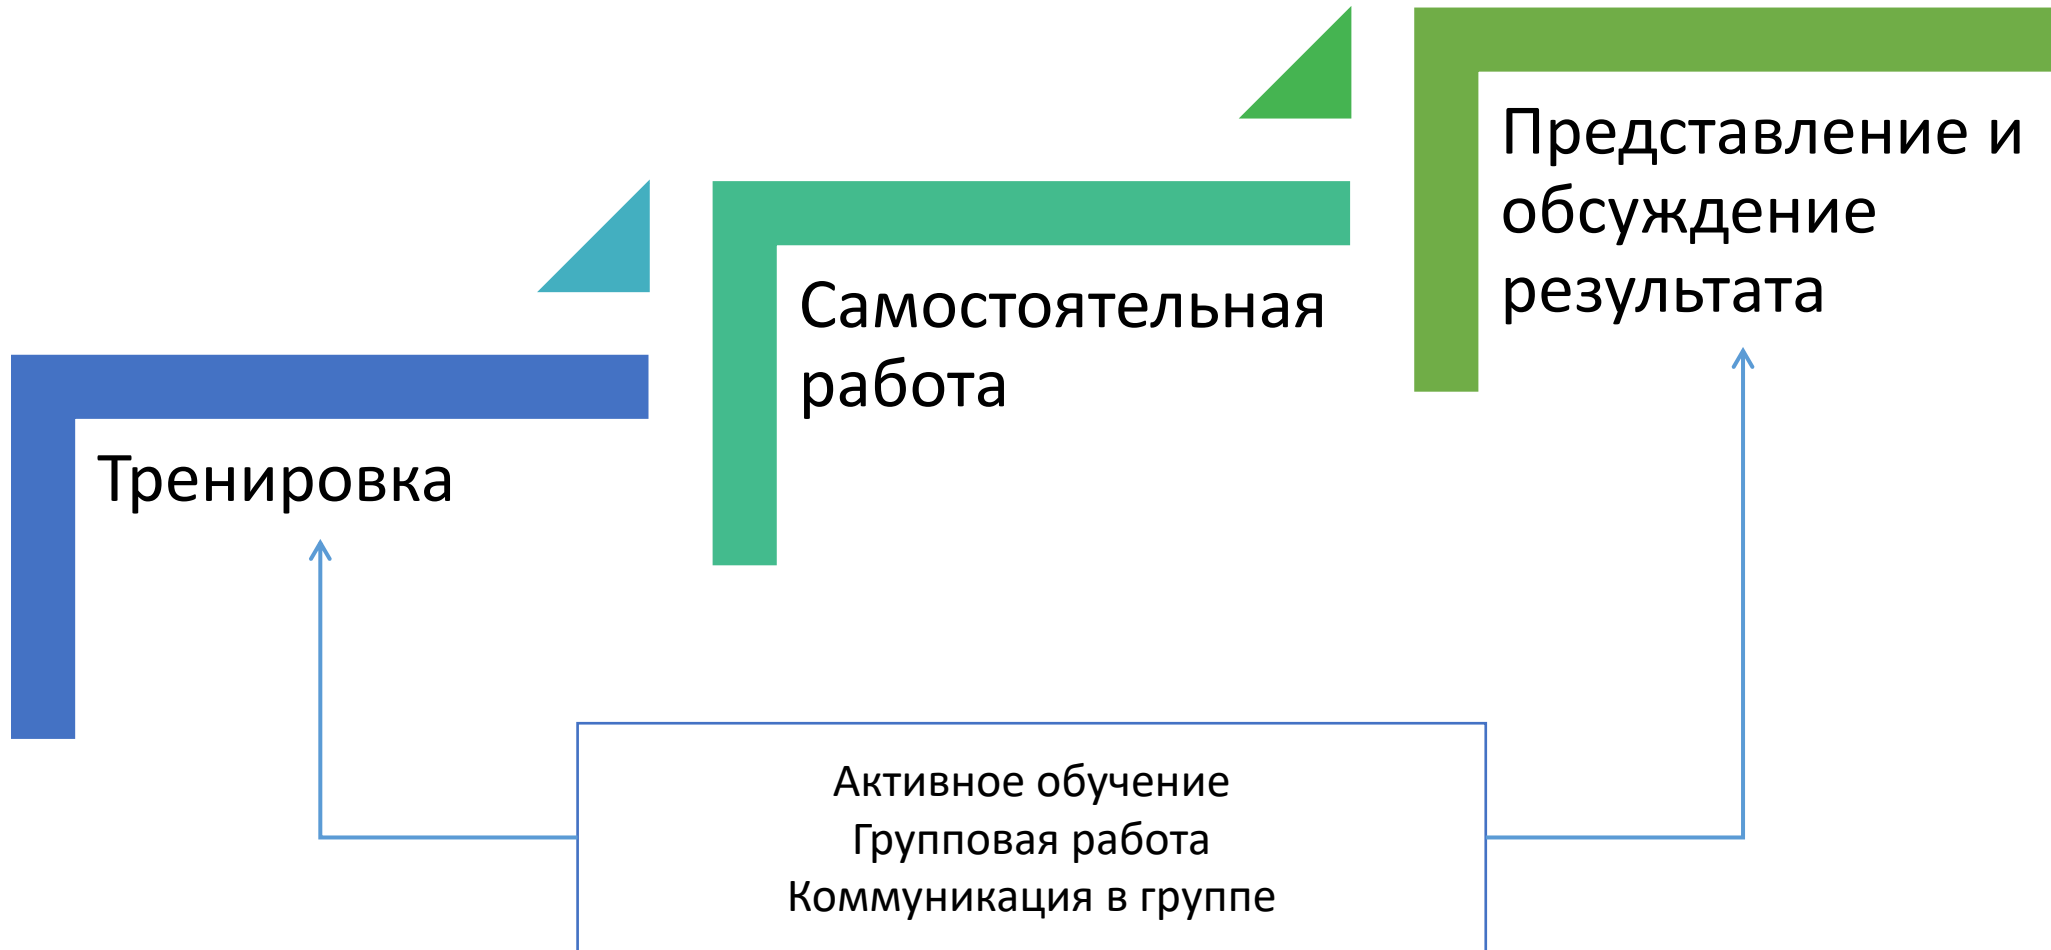 Представление и
обсуждение
результата
Самостоятельная
работа
Тренировка
Активное обучение
Групповая работа
Коммуникация в группе